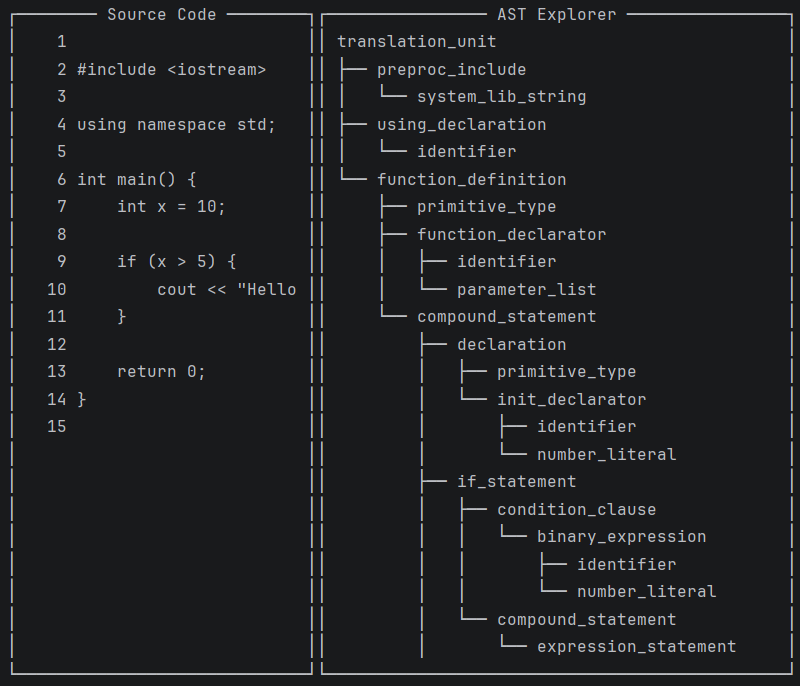 Source Code
1
2 #include <iostream>
3
4 using namespace std;
5
6 int main() {
7     int x = 10;
8
9     if (x > 5) {
10         cout << "Hello
11     }
12
13     return 0;
14 }
15
AST Explorer
translation_unit
├── preproc_include
│   └── system_lib_string
├── using_declaration
│   └── identifier
└── function_definition
    ├── primitive_type
    ├── function_declarator
    │   ├── identifier
    │   └── parameter_list
    └── compound_statement
        ├── declaration
        │   ├── primitive_type
        │   └── init_declarator
        │       ├── identifier
        │       └── number_literal
        ├── if_statement
        │   ├── condition_clause
        │   │   └── binary_expression
        │   │       ├── identifier
        │   │       └── number_literal
        │   └── compound_statement
        │       └── expression_statement